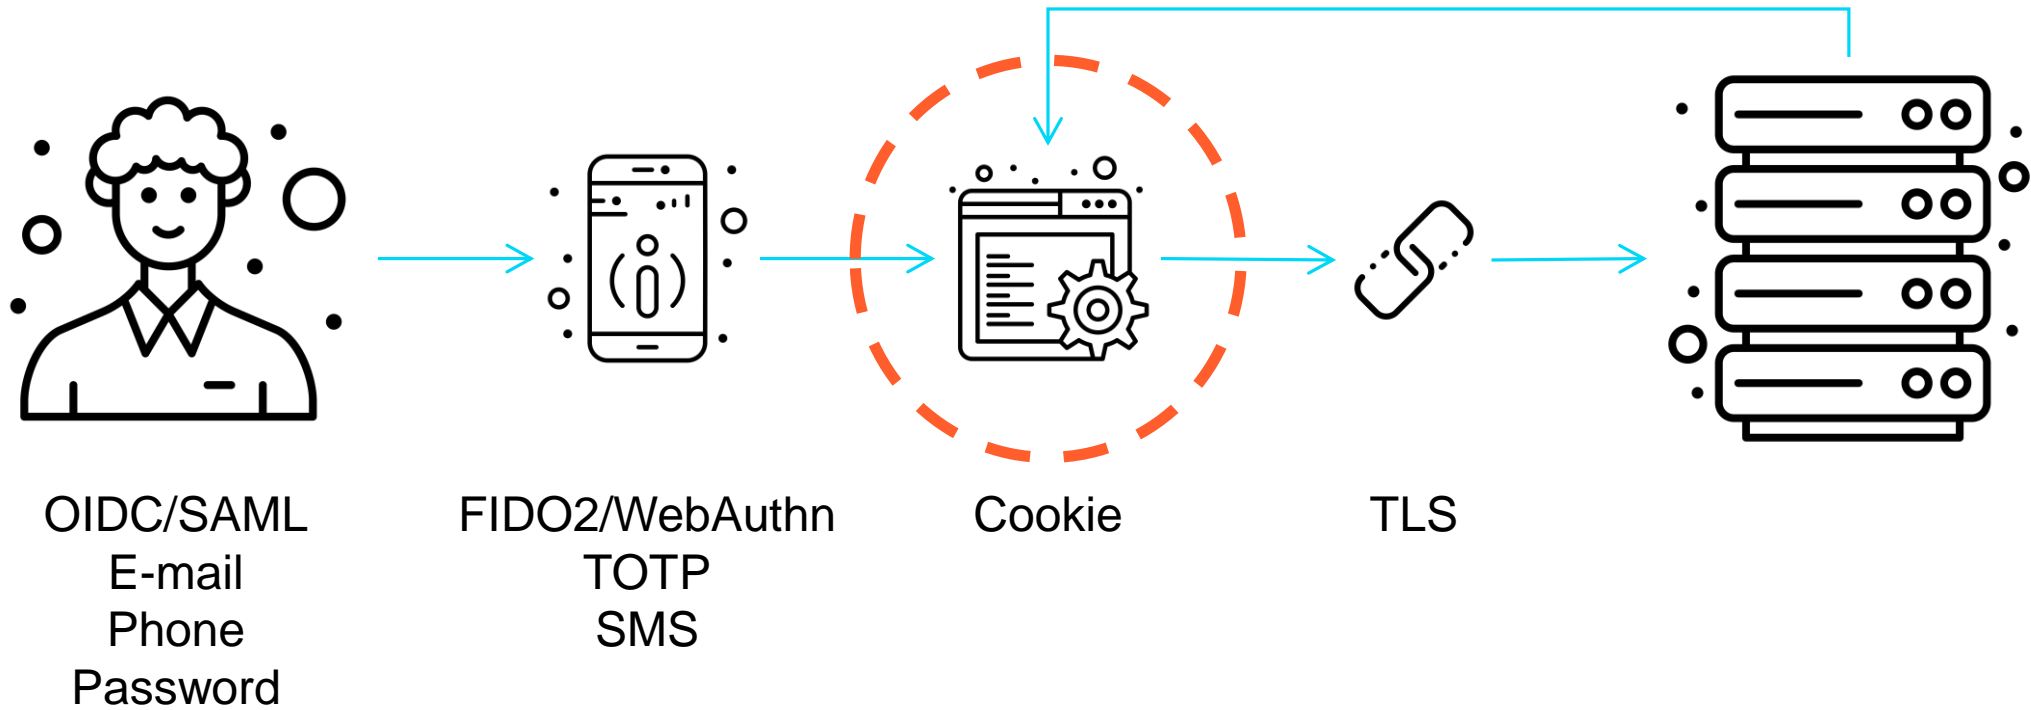 OIDC/SAML
E-mail
Phone
Password
FIDO2/WebAuthn
TOTP
SMS
Cookie
TLS